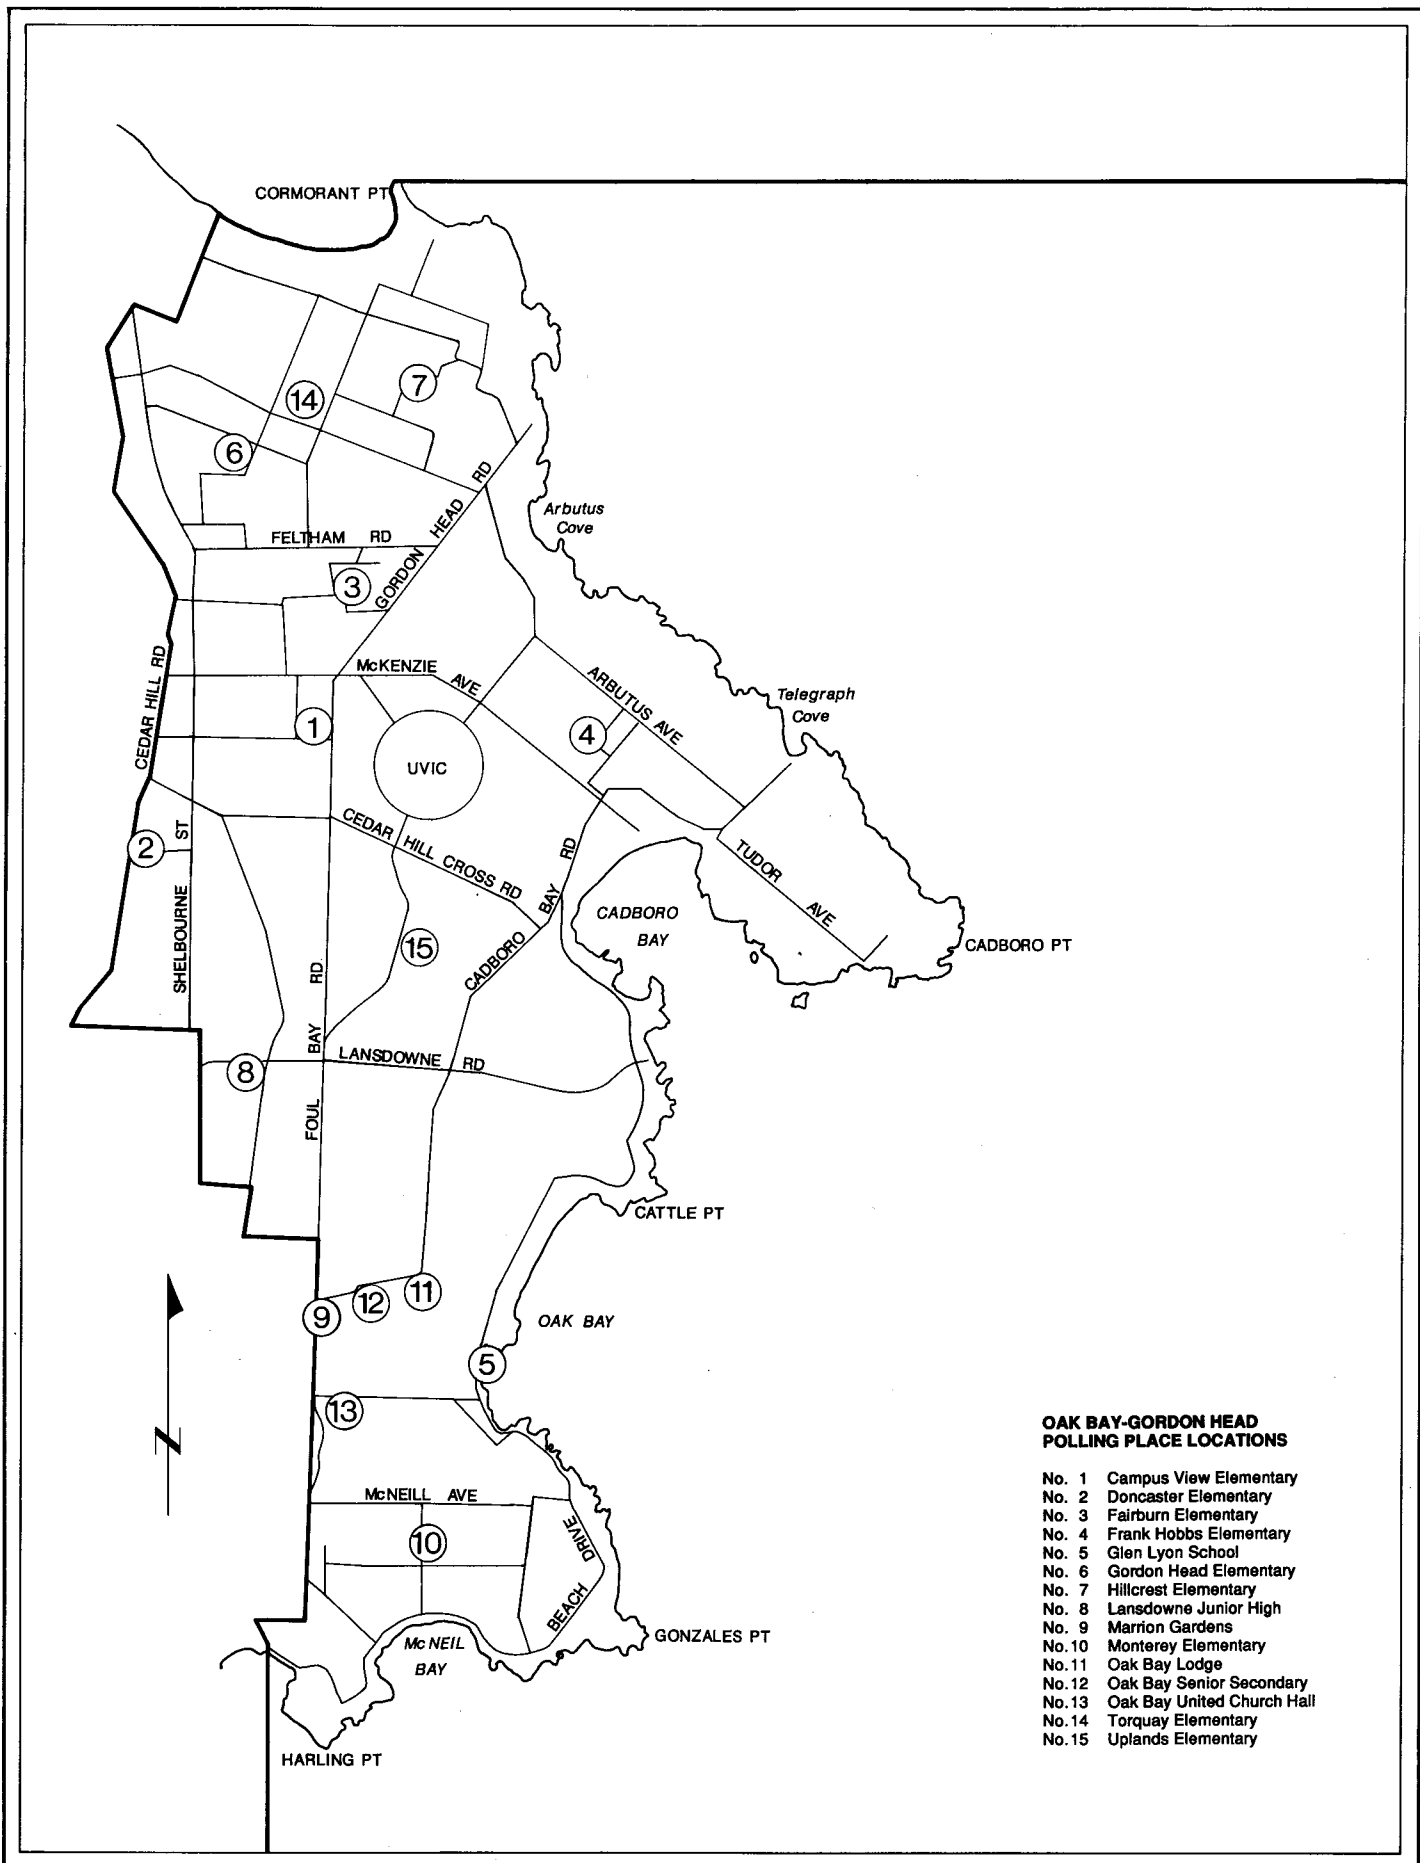 CORMORANT PT
7
14
6
GORDON HEAD RD
Arbutus
Cove
FELTHAM RD
3
CEDAR HILL RD
McKENZIE AVE
ARBUTUS AVE
Telegraph
Cove
1
4
UVIC
CEDAR HILL CROSS RD
2
SHELBOURNE ST
TUDOR AVE
CADBORO BAY RD
CADBORO
BAY
CADBORO PT
15
FOUL BAY RD
LANSDOWNE RD
8
CATTLE PT
11
12
9
OAK BAY
5
13
N
McNEILL AVE
10
BEACH DRIVE
McNEIL
BAY
GONZALES PT
HARLING PT
OAK BAY-GORDON HEAD
POLLING PLACE LOCATIONS
No. 1 Campus View Elementary
No. 2 Doncaster Elementary
No. 3 Fairburn Elementary
No. 4 Frank Hobbs Elementary
No. 5 Glen Lyon School
No. 6 Gordon Head Elementary
No. 7 Hillcrest Elementary
No. 8 Lansdowne Junior High
No. 9 Marrion Gardens
No.10 Monterey Elementary
No.11 Oak Bay Lodge
No.12 Oak Bay Senior Secondary
No.13 Oak Bay United Church Hall
No.14 Torquay Elementary
No.15 Uplands Elementary